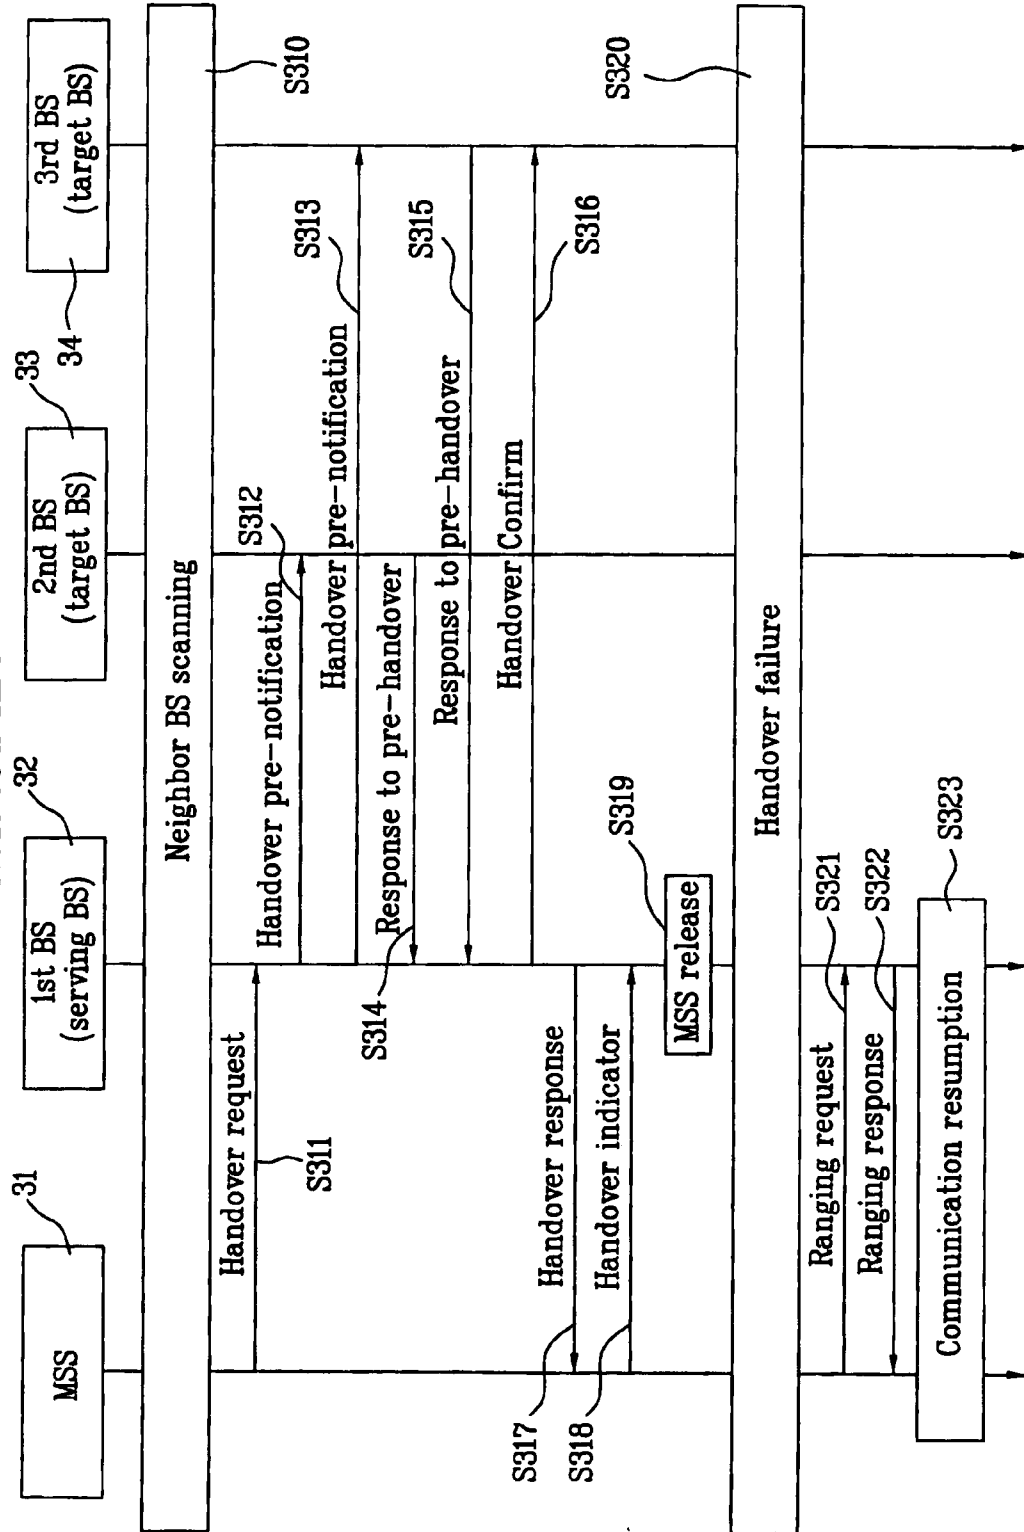 31
32
33
34
MSS
1st BS
(serving BS)
2nd BS
(target BS)
3rd BS
(target BS)
Neighbor BS scanning
S310
Handover request
S311
Handover pre-notification
S312
Handover pre-notification
S313
Response to pre-handover
S314
Response to pre-handover
S315
Handover Confirm
S316
Handover response
S317
Handover indicator
S318
MSS release
S319
Handover failure
S320
Ranging request
S321
Ranging response
S322
Communication resumption
S323